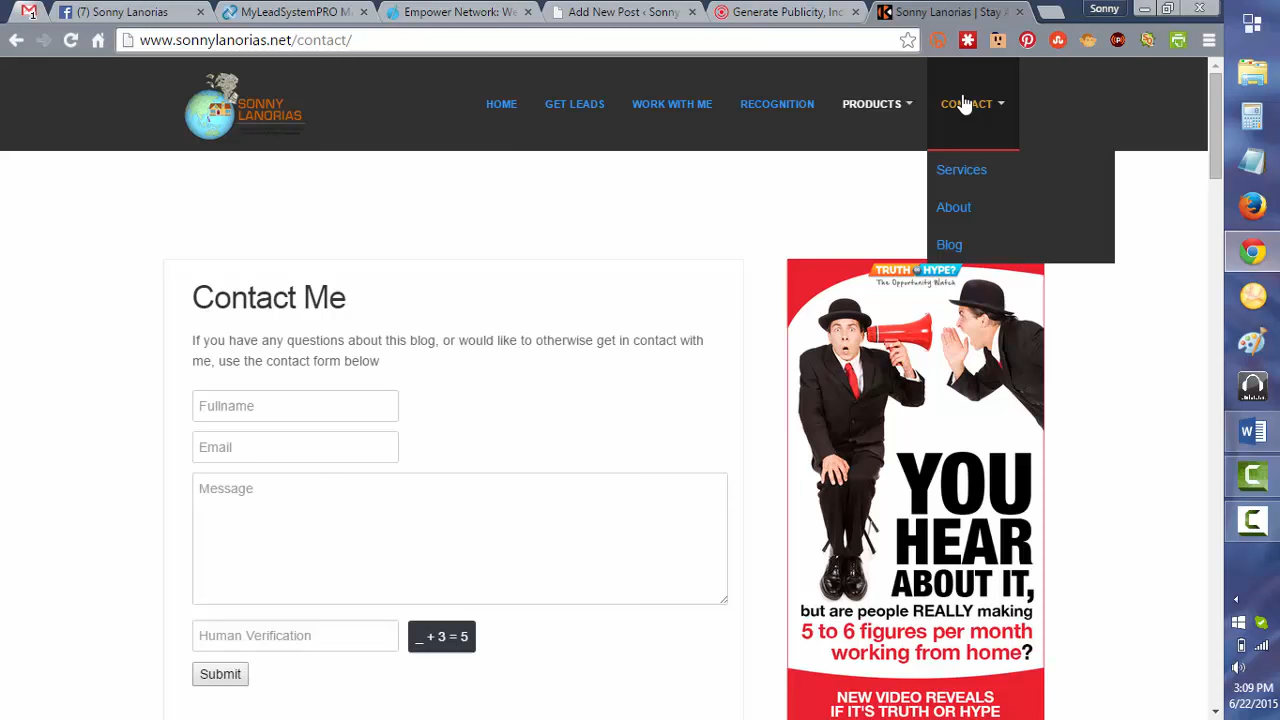 (7) Sonny Lanorias
MyLeadSystemPRO M
Empower Network: We
Add New Post ‹ Sonny
Generate Publicity, Inc
Sonny Lanorias | Stay A
Sonny
www.sonnylanorias.net/contact/
SONNY
LANORIAS
HOME
GET LEADS
WORK WITH ME
RECOGNITION
PRODUCTS
CONTACT
Services
About
Blog
Contact Me
If you have any questions about this blog, or would like to otherwise get in contact with
me, use the contact form below
Fullname
Email
Message
Human Verification
_ + 3 = 5
Submit
TRUTH OR HYPE?
The Opportunity Watch
YOU
HEAR
ABOUT IT,
but are people REALLY making
5 to 6 figures per month
working from home?
NEW VIDEO REVEALS
IF IT'S TRUTH OR HYPE
3:09 PM
6/22/2015